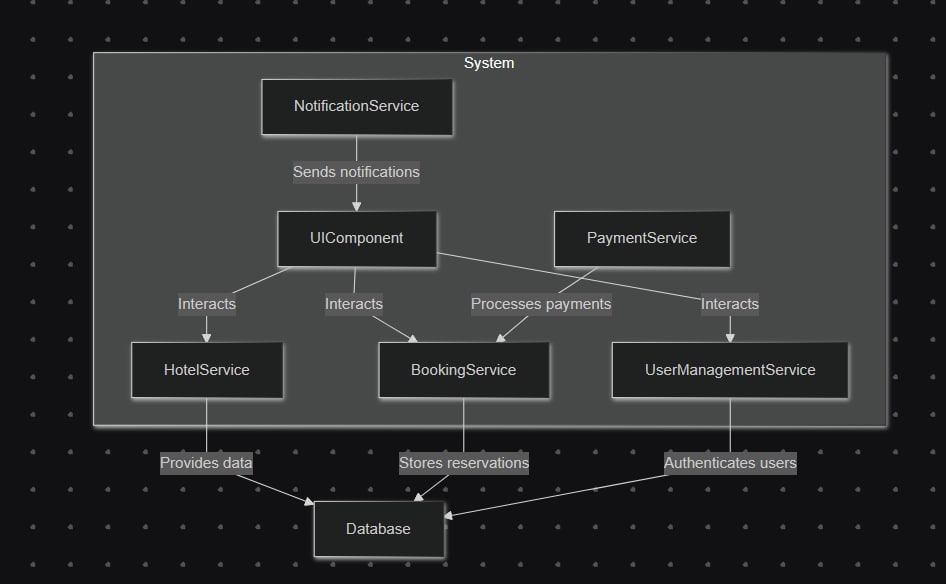 System
NotificationService
Sends notifications
UIComponent
PaymentService
Interacts
Interacts
Processes payments
Interacts
HotelService
BookingService
UserManagementService
Provides data
Stores reservations
Authenticates users
Database